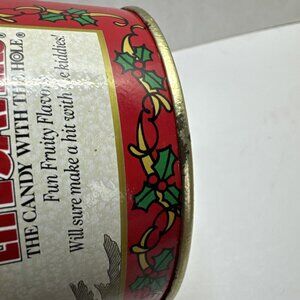 THE CANDY WITH THE HOLE®
Fun Fruity Flavo
Will sure make a hit with e kiddies!